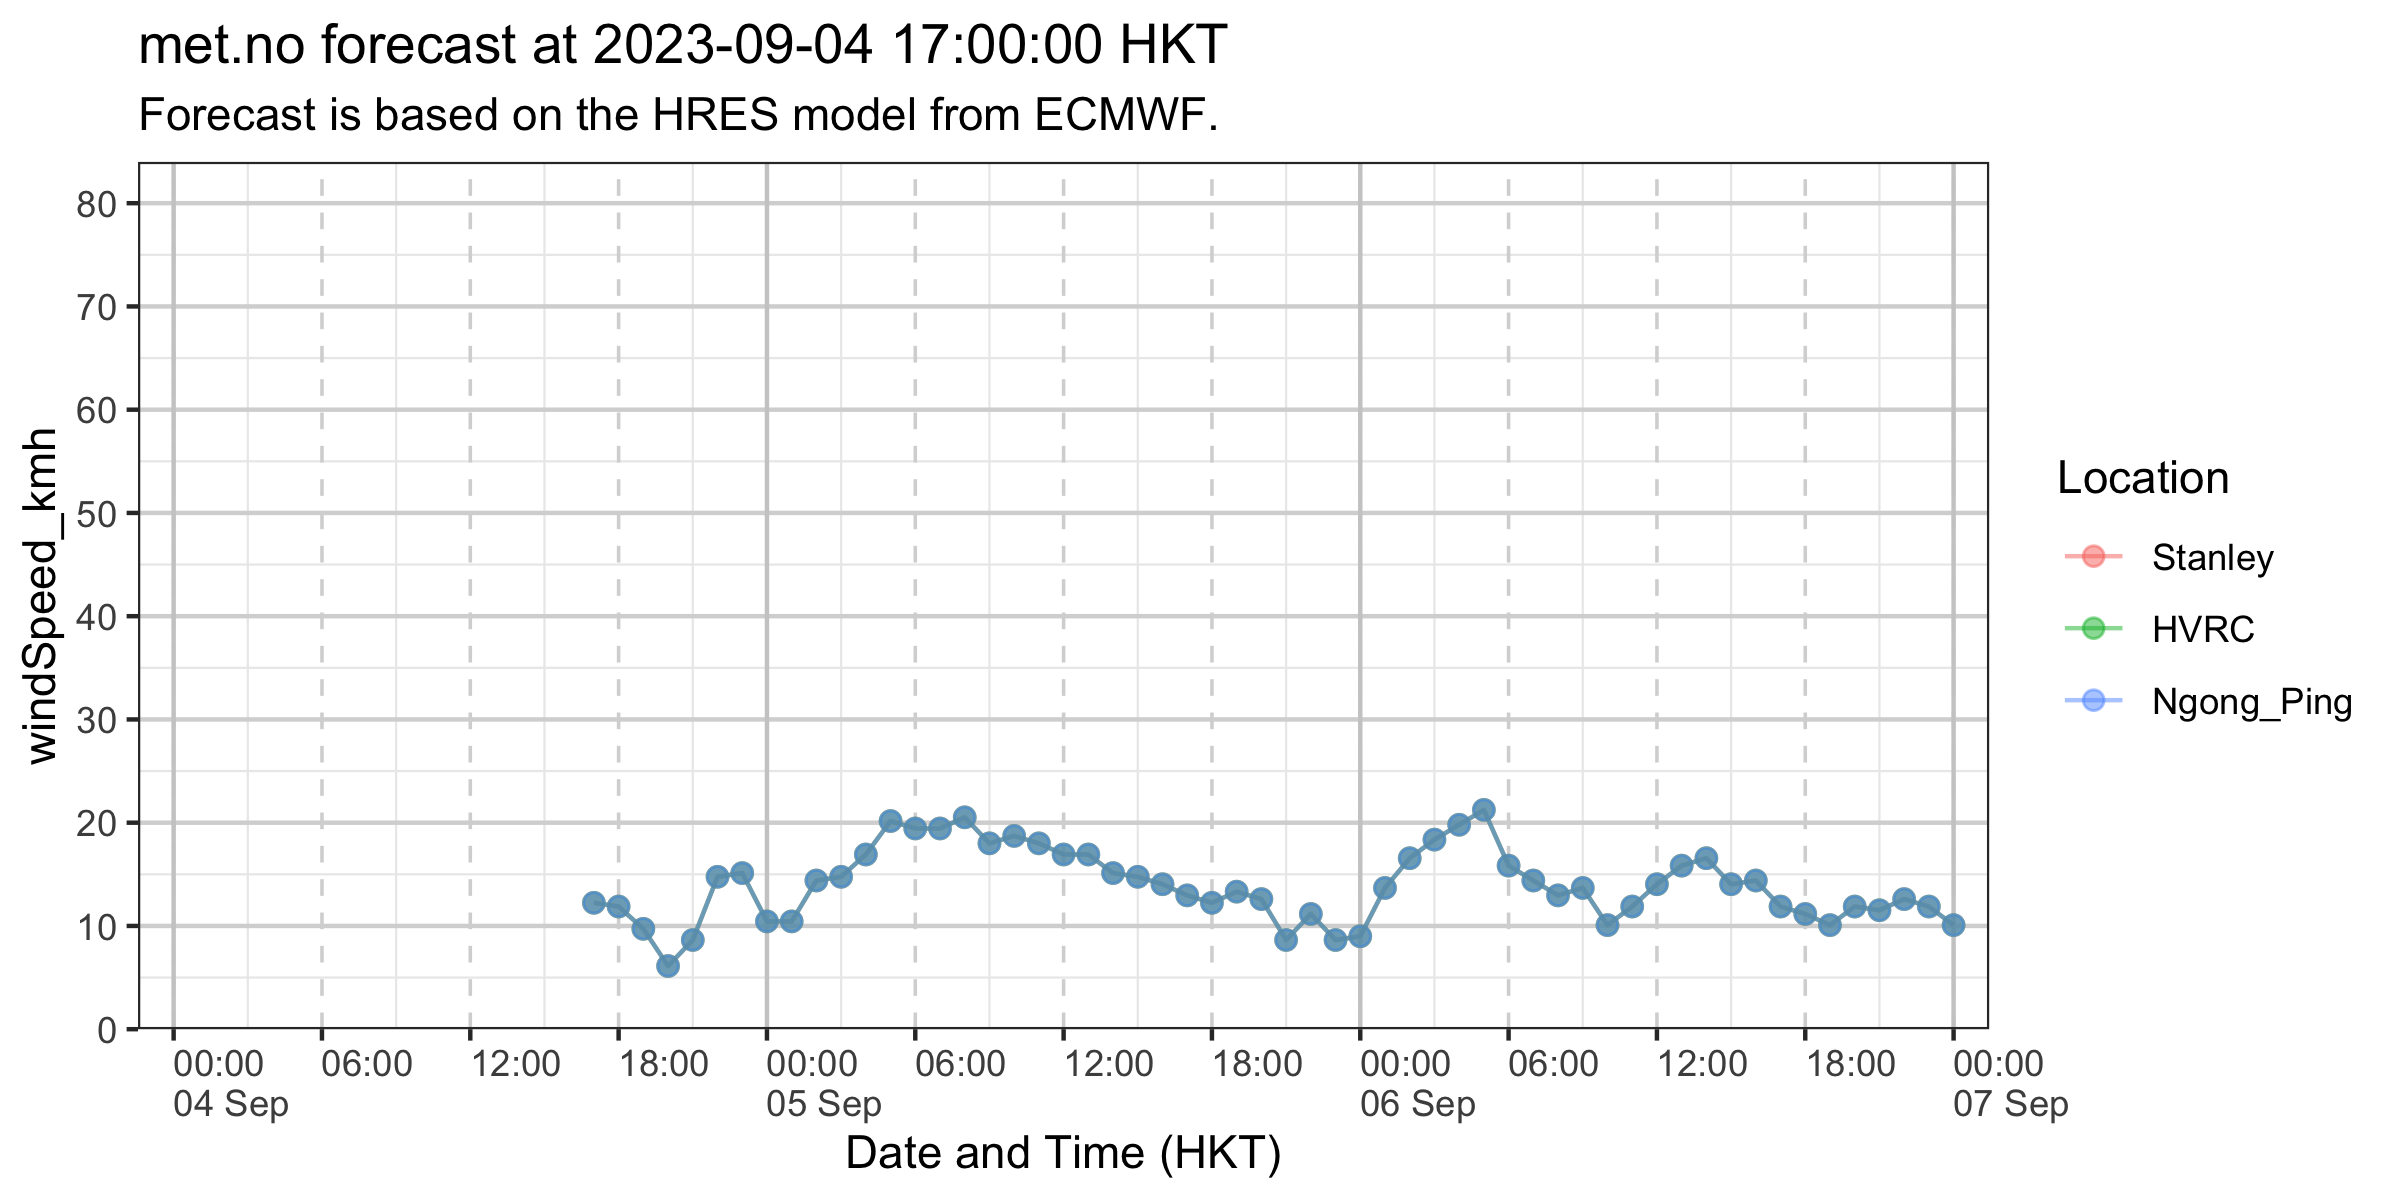 met.no forecast at 2023-09-04 17:00:00 HKT
Forecast is based on the HRES model from ECMWF.
windSpeed_kmh
80
70
60
50
40
30
20
10
0
00:00 06:00 12:00 18:00 00:00 06:00 12:00 18:00 00:00 06:00 12:00 18:00 00:00
04 Sep 05 Sep 06 Sep 07 Sep
Date and Time (HKT)
Location
Stanley
HVRC
Ngong_Ping